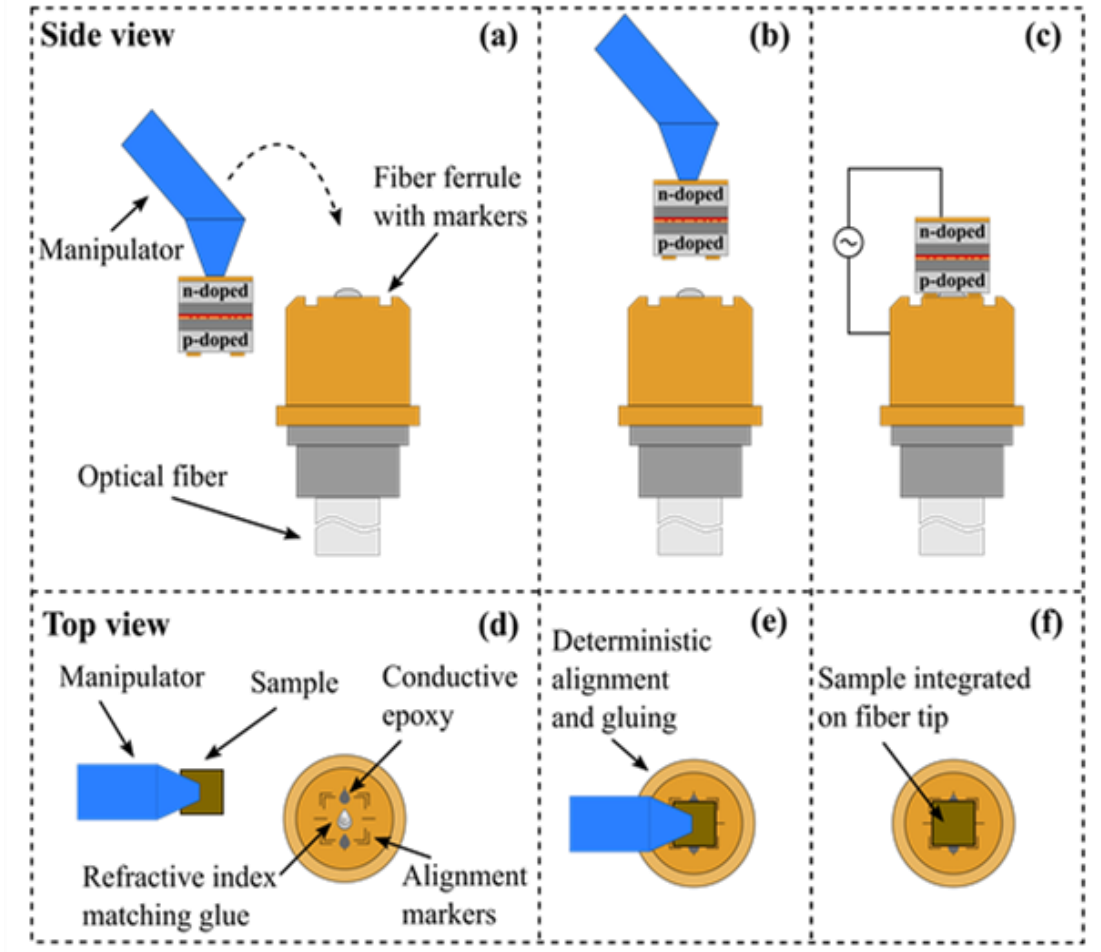 Side view
(a)
Fiber ferrule
with markers
Manipulator
n-doped
p-doped
Optical fiber
(b)
n-doped
p-doped
(c)
n-doped
p-doped
Top view
(d)
Manipulator
Sample
Conductive
epoxy
Refractive index
matching glue
Alignment
markers
(e)
Deterministic
alignment
and gluing
(f)
Sample integrated
on fiber tip